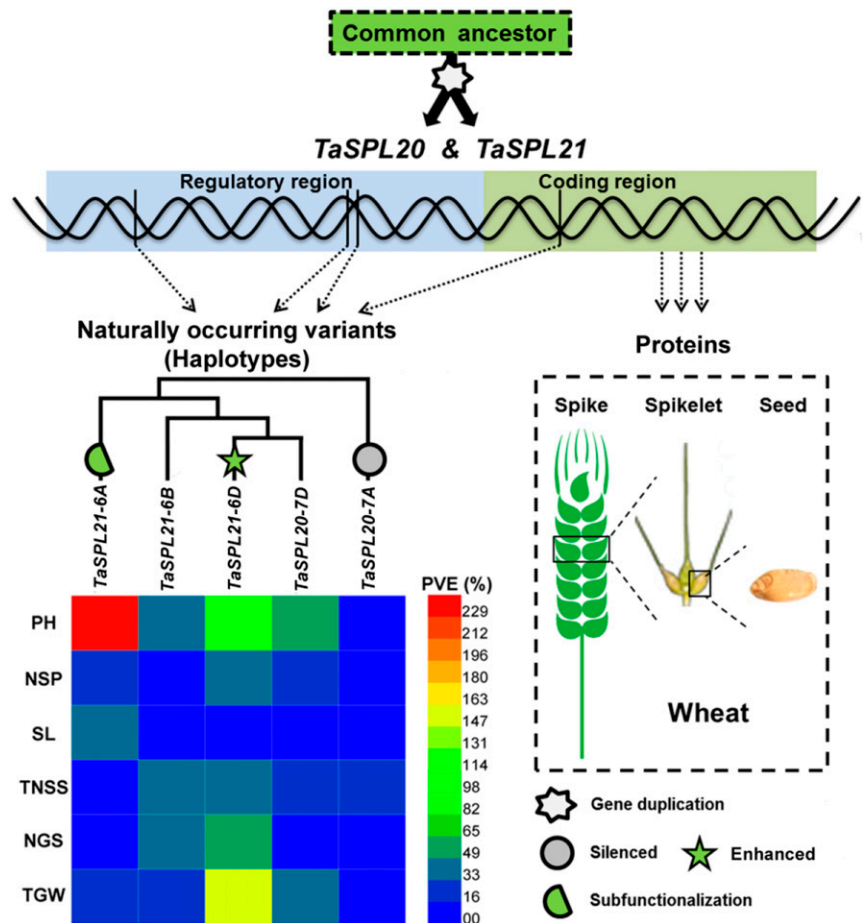 Common ancestor
TaSPL20 & TaSPL21
Regulatory region
Coding region
Naturally occurring variants
(Haplotypes)
TaSPL21-6A
TaSPL21-6B
TaSPL21-6D
TaSPL20-7D
TaSPL20-7A
PH
NSP
SL
TNSS
NGS
TGW
PVE (%)
229
212
196
180
163
147
131
114
98
82
65
49
33
16
00
Proteins
Spike
Spikelet
Seed
Wheat
Gene duplication
Silenced
Enhanced
Subfunctionalization